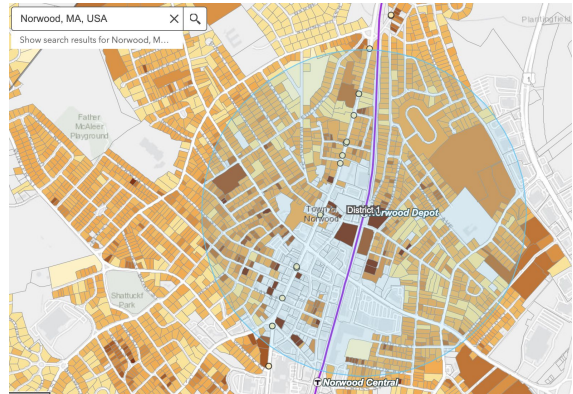 Norwood, MA, USA
Show search results for Norwood, M...
Plantingfield
Father
McAleer
Playground
Town of
Norwood
District 1
Norwood Depot
Shattuck
Park
Norwood Central